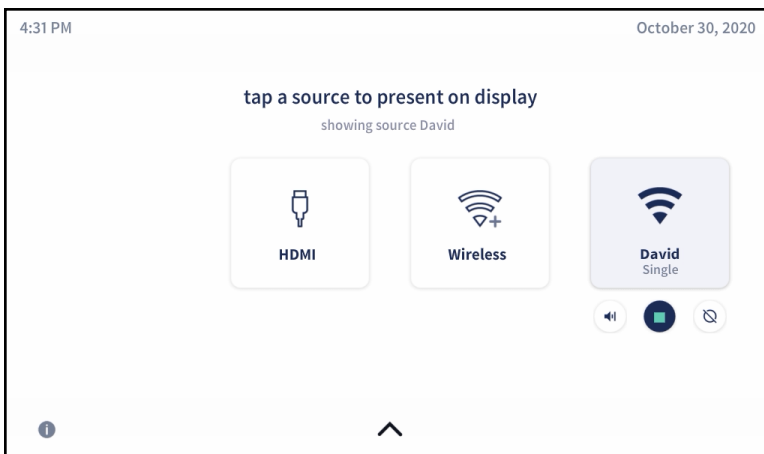 4:31 PM
October 30, 2020
tap a source to present on display
showing source David
HDMI
Wireless
David
Single